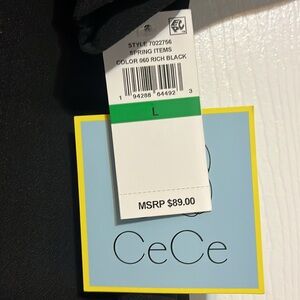 STYLE 7022756
SPRING ITEMS
COLOR 060 RICH BLACK
1 94288 64492 3
L
MSRP $89.00
CeCe